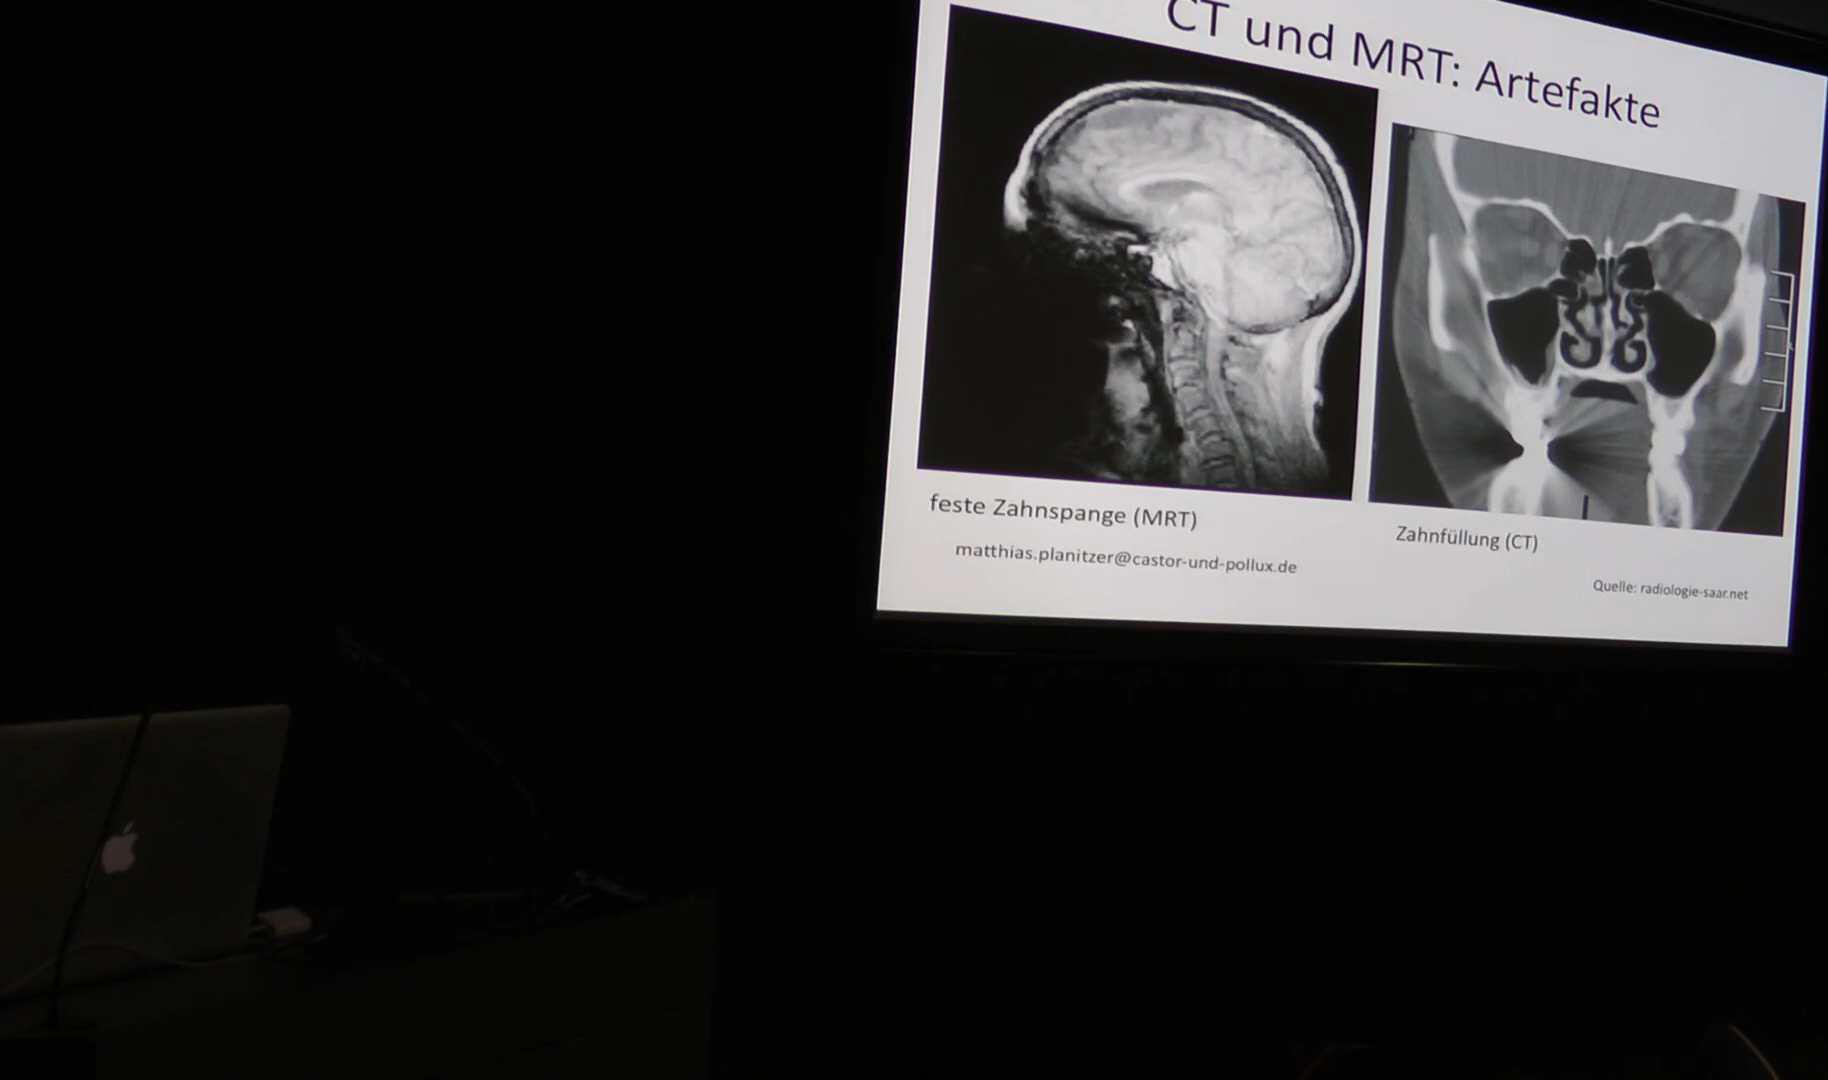 CT und MRT: Artefakte
feste Zahnspange (MRT)
Zahnfüllung (CT)
matthias.planitzer@castor-und-pollux.de
Quelle: radiologie-saar.net